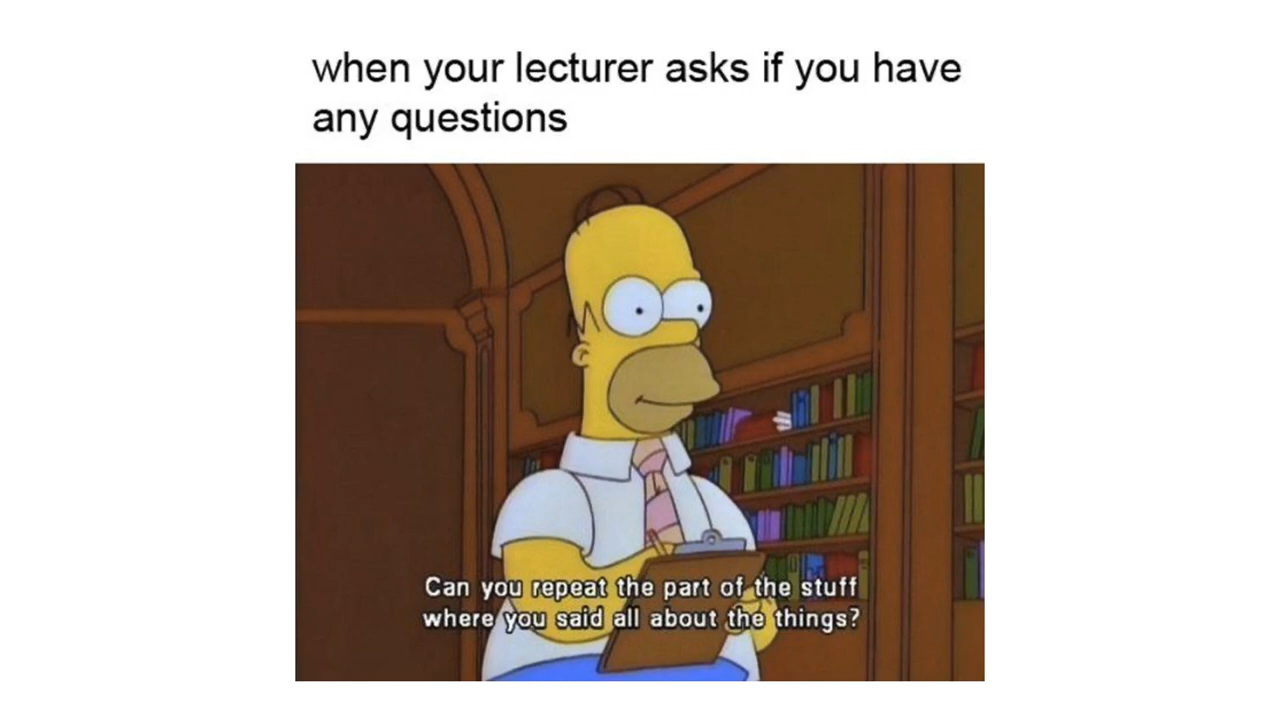 when your lecturer asks if you have
any questions
Can you repeat the part of the stuff
where you said all about the things?